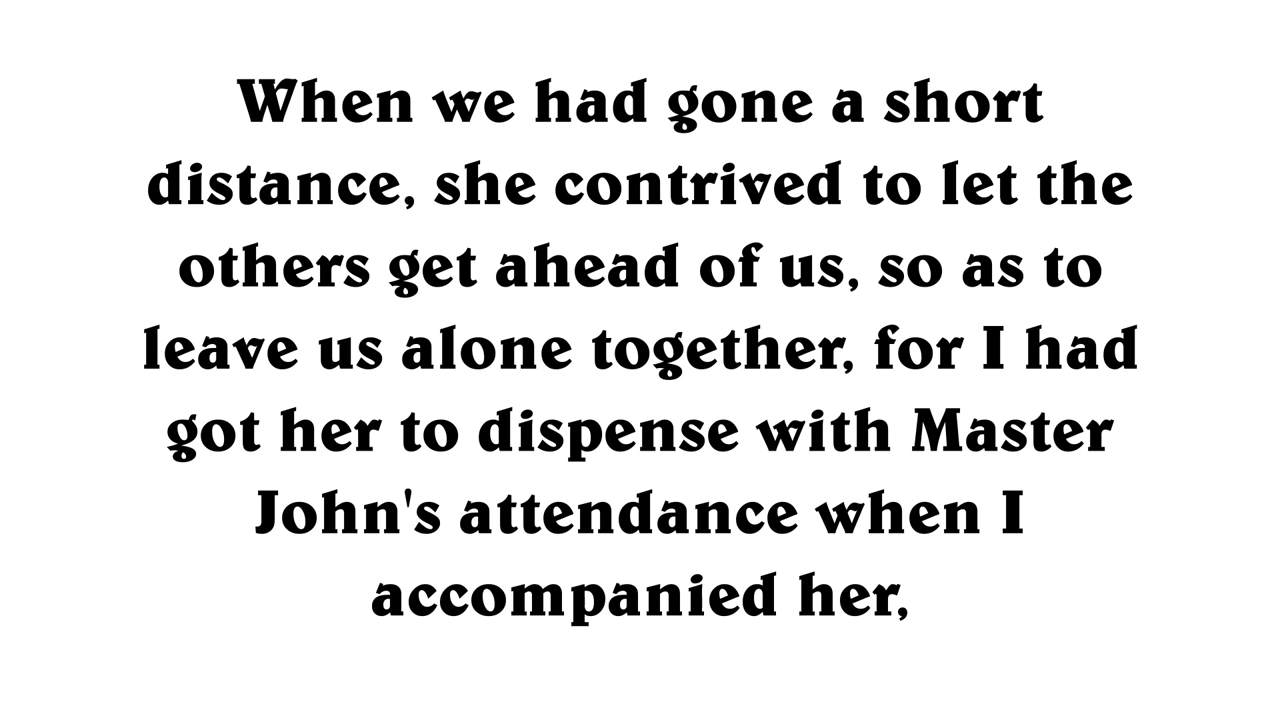 When we had gone a short
distance, she contrived to let the
others get ahead of us, so as to
leave us alone together, for I had
got her to dispense with Master
John's attendance when I
accompanied her,